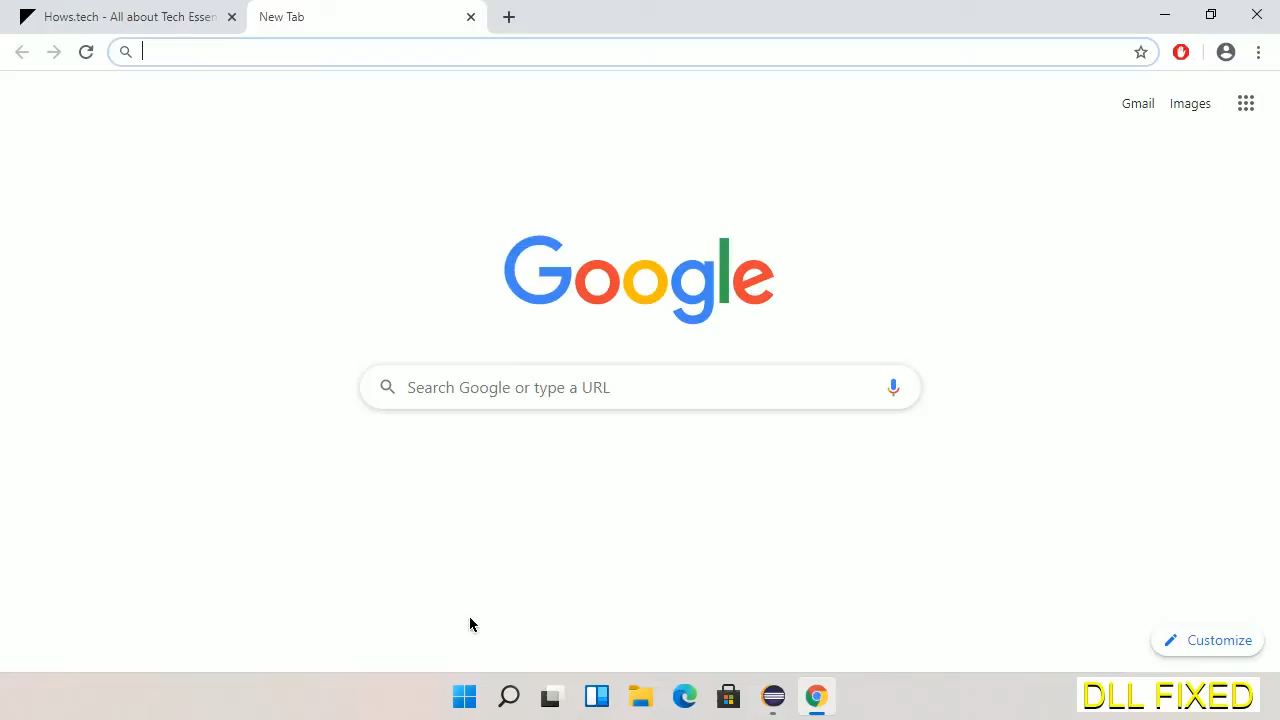 Hows.tech - All about Tech Essen
New Tab
Gmail Images
Google
Search Google or type a URL
Customize
DLL FIXED